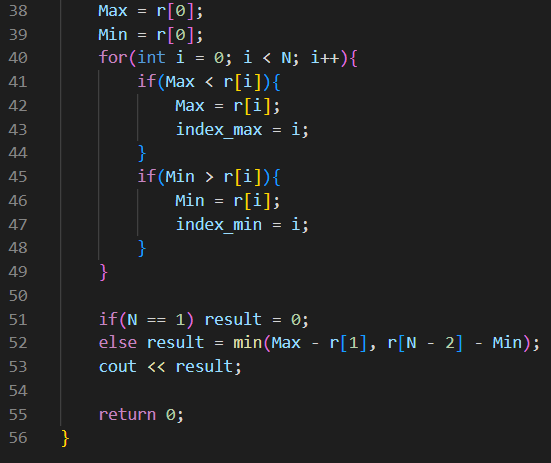 38 Max = r[0];
39 Min = r[0];
40 for(int i = 0; i < N; i++){
41 if(Max < r[i]){
42 Max = r[i];
43 index_max = i;
44 }
45 if(Min > r[i]){
46 Min = r[i];
47 index_min = i;
48 }
49 }
50
51 if(N == 1) result = 0;
52 else result = min(Max - r[1], r[N - 2] - Min);
53 cout << result;
54
55 return 0;
56 }